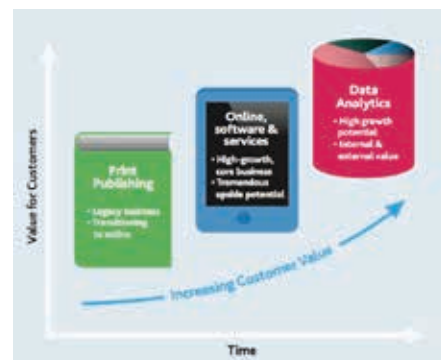 Value for Customers
Print
Publishing
• Legacy business
• Transitioning
to online
Online,
software &
services
• High-growth,
core business
• Tremendous
upside potential
Data
Analytics
• High growth
potential
• Internal &
external value
Increasing Customer Value
Time